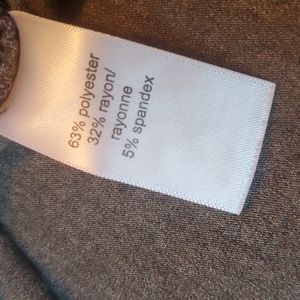 63% polyester
32% rayon/
rayonne
5% spandex